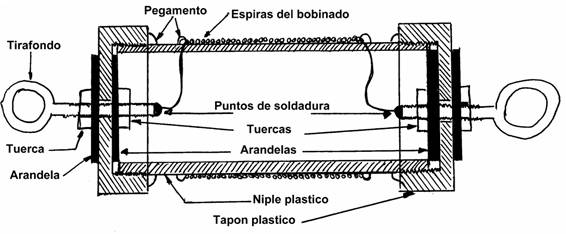 Pegamento
Espiras del bobinado
Tirafondo
Puntos de soldadura
Tuercas
Tuerca
Arandelas
Arandela
Niple plastico
Tapon plastico